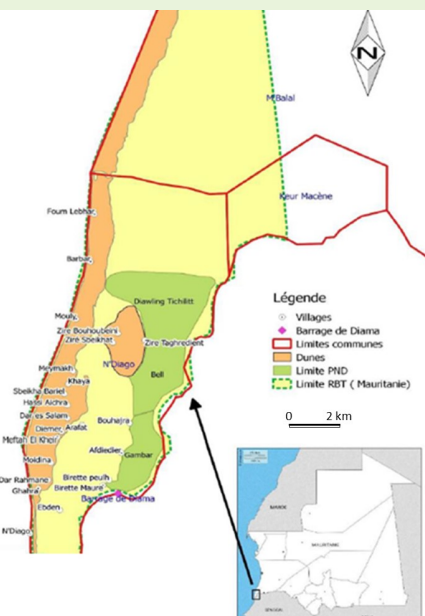 N
M'Balal
Keur Macène
Foum Lebhar
Barbar
Diawling Tichilitt
Mouly
Zire Bouhoubeini
Zire Sbeikhat
Zire Taghredient
N'Diago
Meymakh
Bell
Khaya
Sbeikha Bariel
Hassi Aichra
Dar es Salam
Bouhajra
Diemer
Arafat
Meftah El Kheir
Afdiedier
Gambar
Moidina
Dar Rahmane
Birette peulh
Ghahra
Birette Maure
Barrage de Diama
Ebden
N'Diago
Légende
Villages
Barrage de Diama
Limites communes
Dunes
Limite PND
Limite RBT ( Mauritanie)
0 2 km
MAROC
MAURITANIE